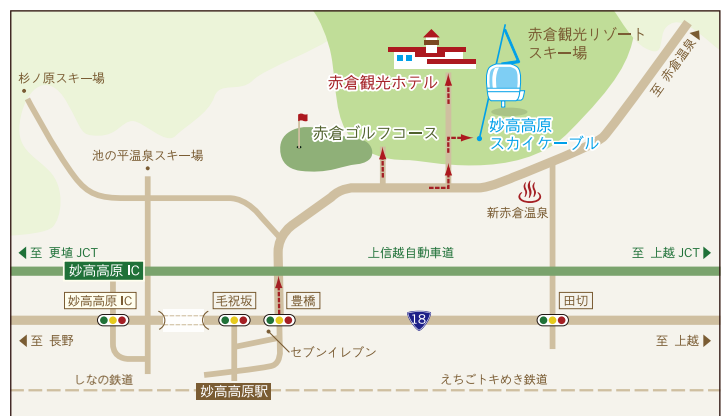 赤倉観光リゾート
スキー場
至 赤倉温泉
杉ノ原スキー場
赤倉観光ホテル
赤倉ゴルフコース
妙高高原
スカイケーブル
池の平温泉スキー場
新赤倉温泉
至 更埴 JCT
上信越自動車道
至 上越 JCT
妙高高原 IC
妙高高原 IC
毛祝坂
豊橋
田切
18
至 長野
至 上越
セブンイレブン
しなの鉄道
妙高高原駅
えちごトキめき鉄道